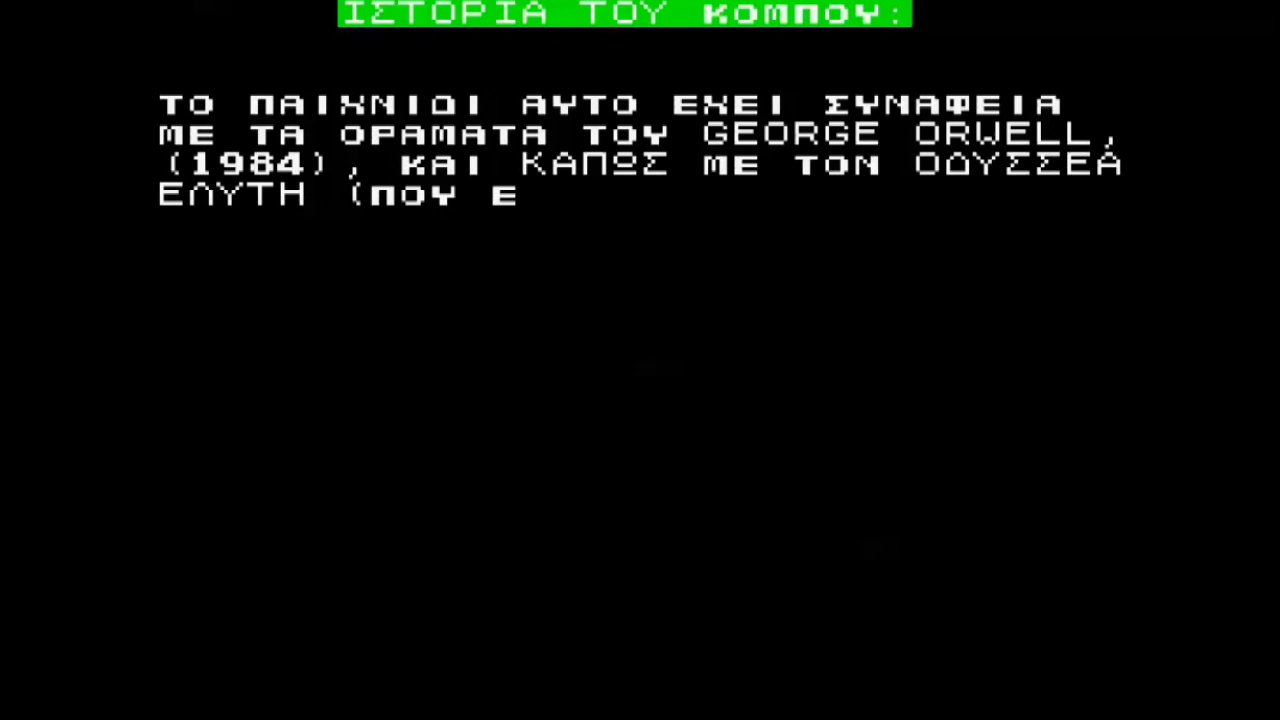 ΙΣΤΟΡΙΑ ΤΟΥ ΚΟΜΠΟΥ:
ΤΟ ΠΑΙΧΝΙΔΙ ΑΥΤΟ ΕΧΕΙ ΣΥΝΑΦΕΙΑ
ΜΕ ΤΑ ΟΡΑΜΑΤΑ ΤΟΥ GEORGE ORWELL,
(1984), ΚΑΙ ΚΑΠΩΣ ΜΕ ΤΟΝ ΟΔΥΣΣΕΑ
ΕΛΥΤΗ (ΠΟΥ Ε